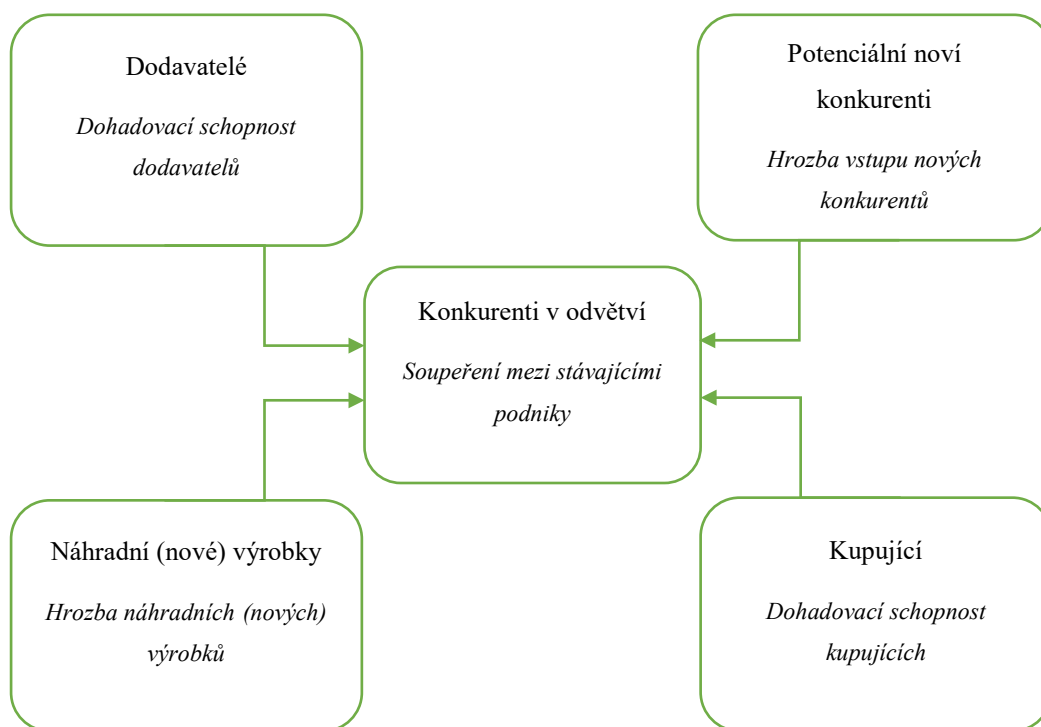 Dodavatelé
Dohadovací schopnost
dodavatelů
Potenciální noví
konkurenti
Hrozba vstupu nových
konkurentů
Konkurenti v odvětví
Soupeření mezi stávajícími
podniky
Náhradní (nové) výrobky
Hrozba náhradních (nových)
výrobků
Kupující
Dohadovací schopnost
kupujících